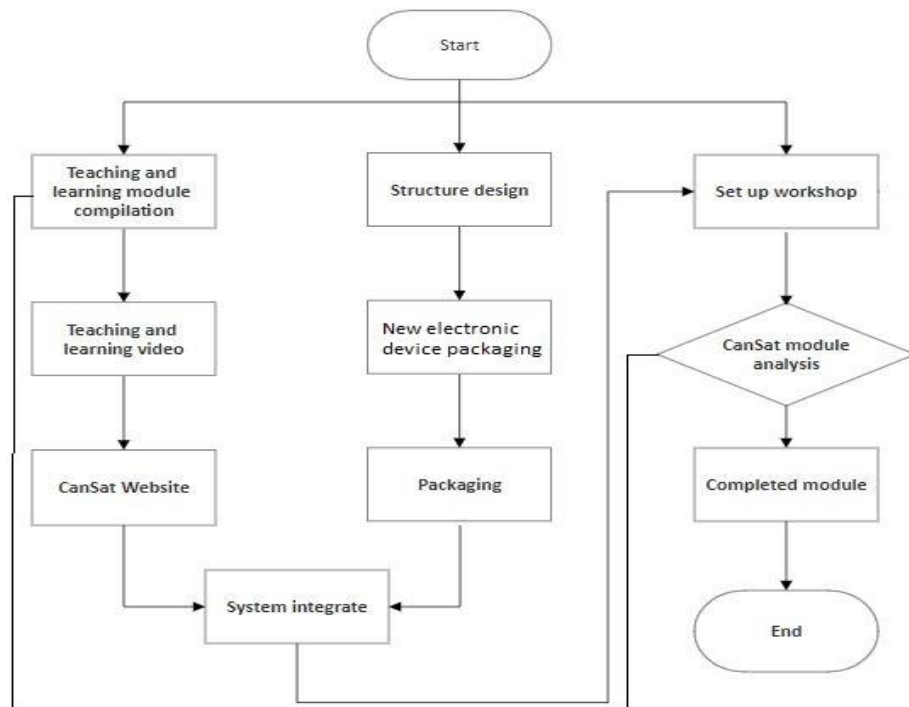 Start
Teaching and
learning module
compilation
Structure design
Set up workshop
Teaching and
learning video
New electronic
device packaging
CanSat module
analysis
CanSat Website
Packaging
Completed module
System integrate
End